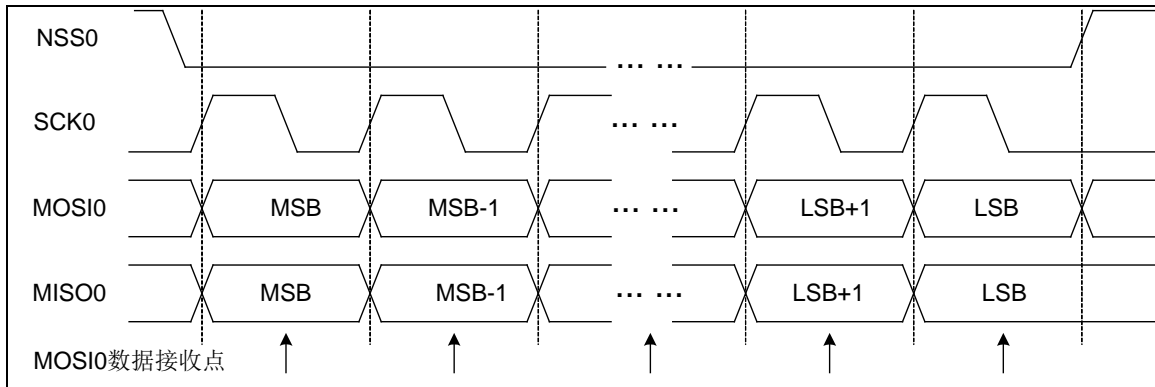 NSS0
... ...
SCK0
... ...
MOSI0 MSB MSB-1 ... ... LSB+1 LSB
MISO0 MSB MSB-1 ... ... LSB+1 LSB
MOSI0数据接收点